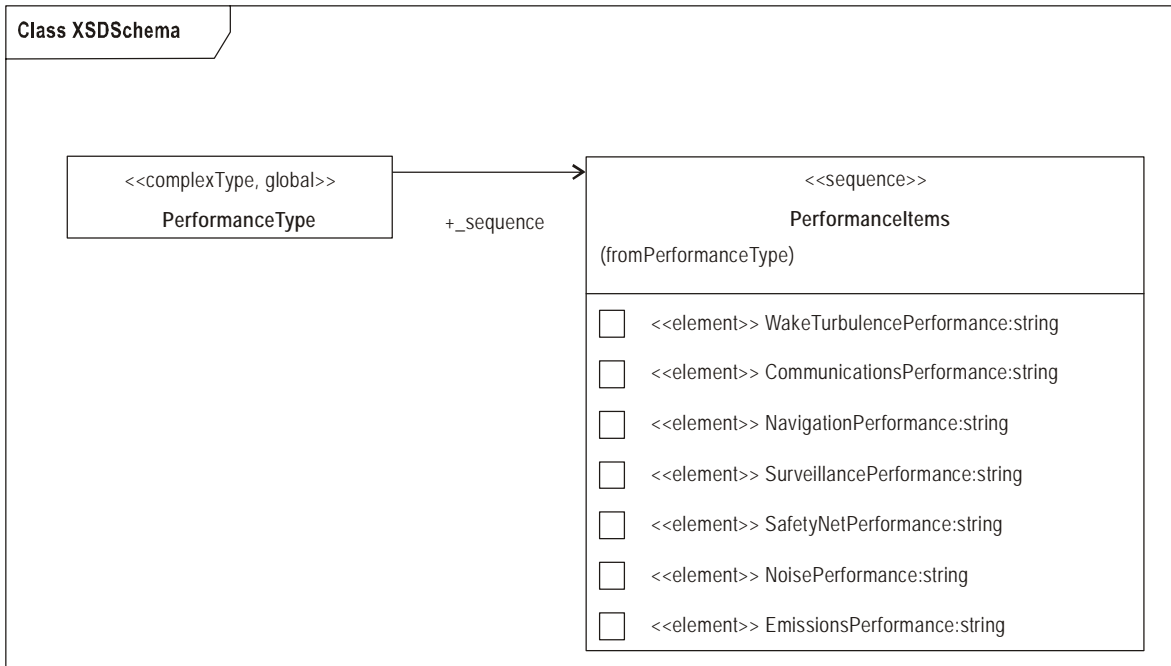 Class XSDSchema
<<complexType, global>>
PerformanceType
+_sequence
<<sequence>>
PerformanceItems
(fromPerformanceType)
<<element>> WakeTurbulencePerformance:string
<<element>> CommunicationsPerformance:string
<<element>> NavigationPerformance:string
<<element>> SurveillancePerformance:string
<<element>> SafetyNetPerformance:string
<<element>> NoisePerformance:string
<<element>> EmissionsPerformance:string